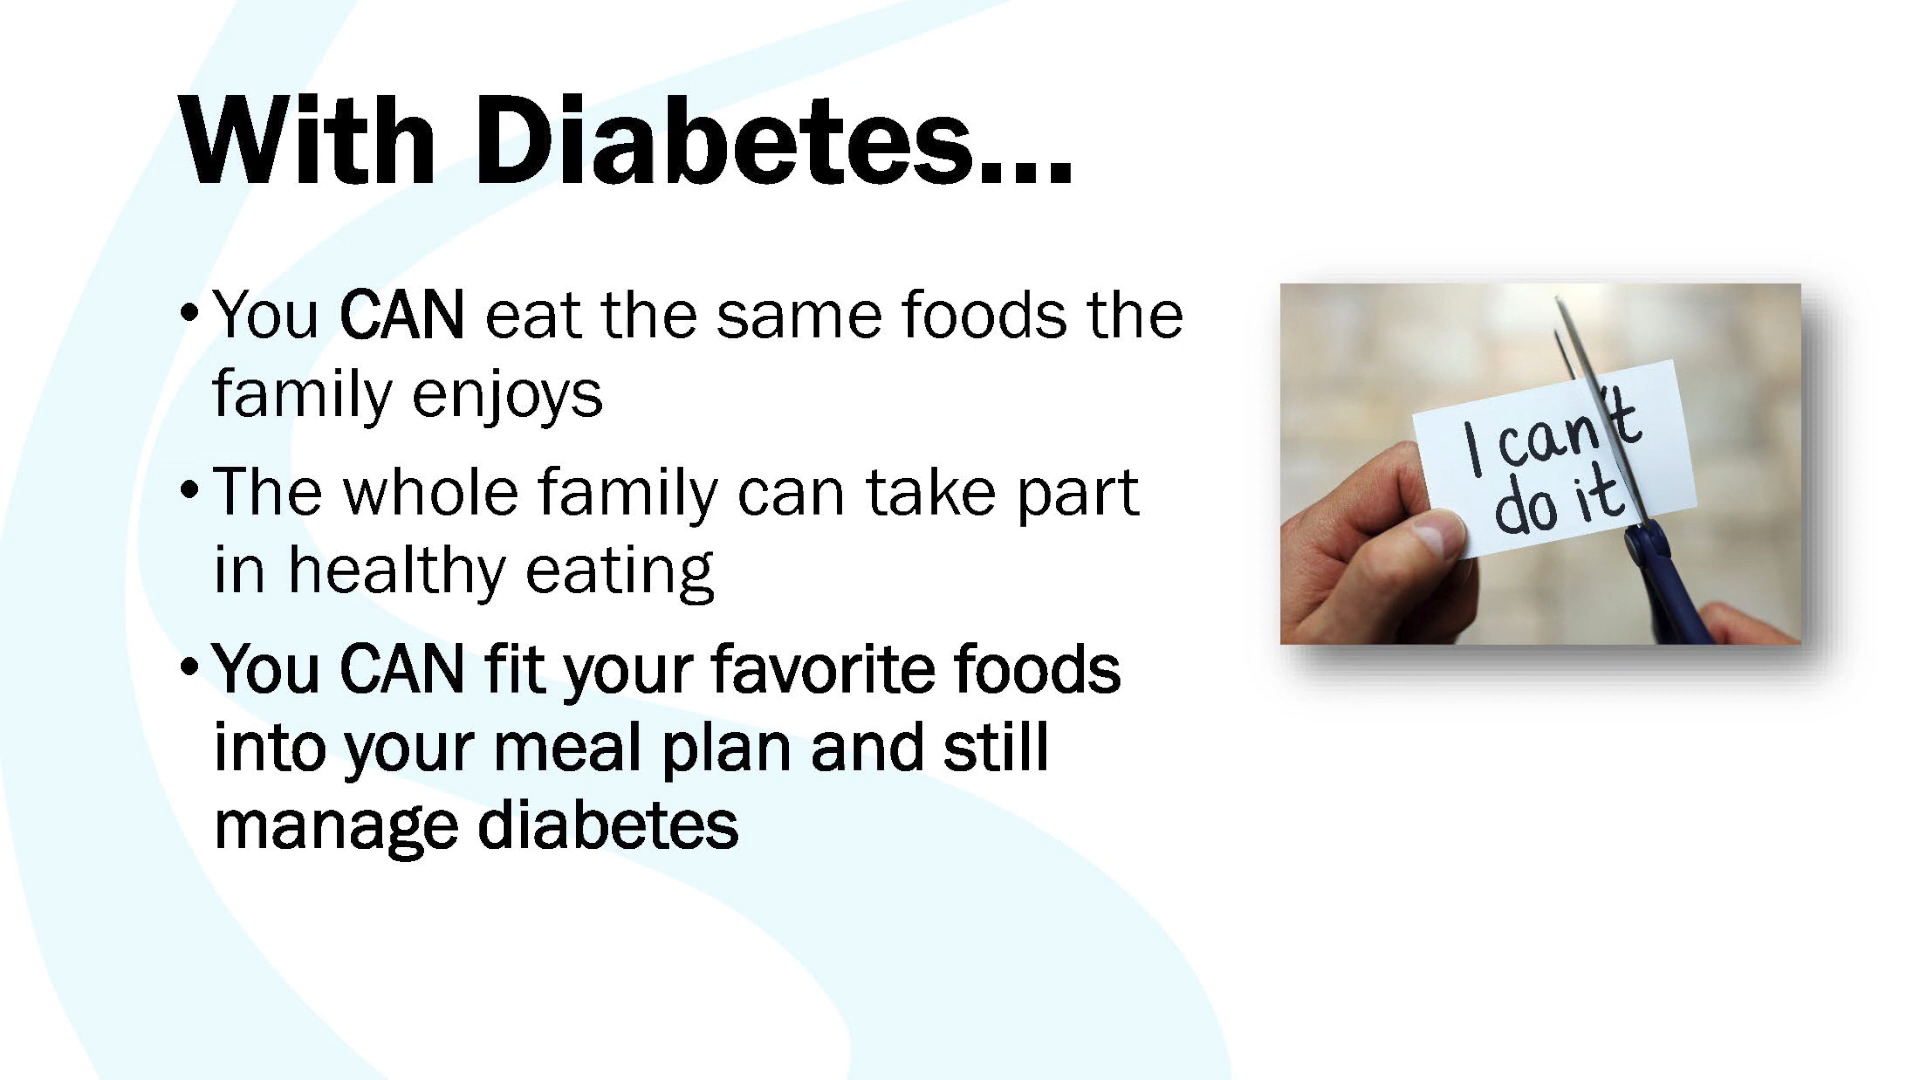 With Diabetes...
• You CAN eat the same foods the
family enjoys
• The whole family can take part
in healthy eating
• You CAN fit your favorite foods
into your meal plan and still
manage diabetes
I can't
do it